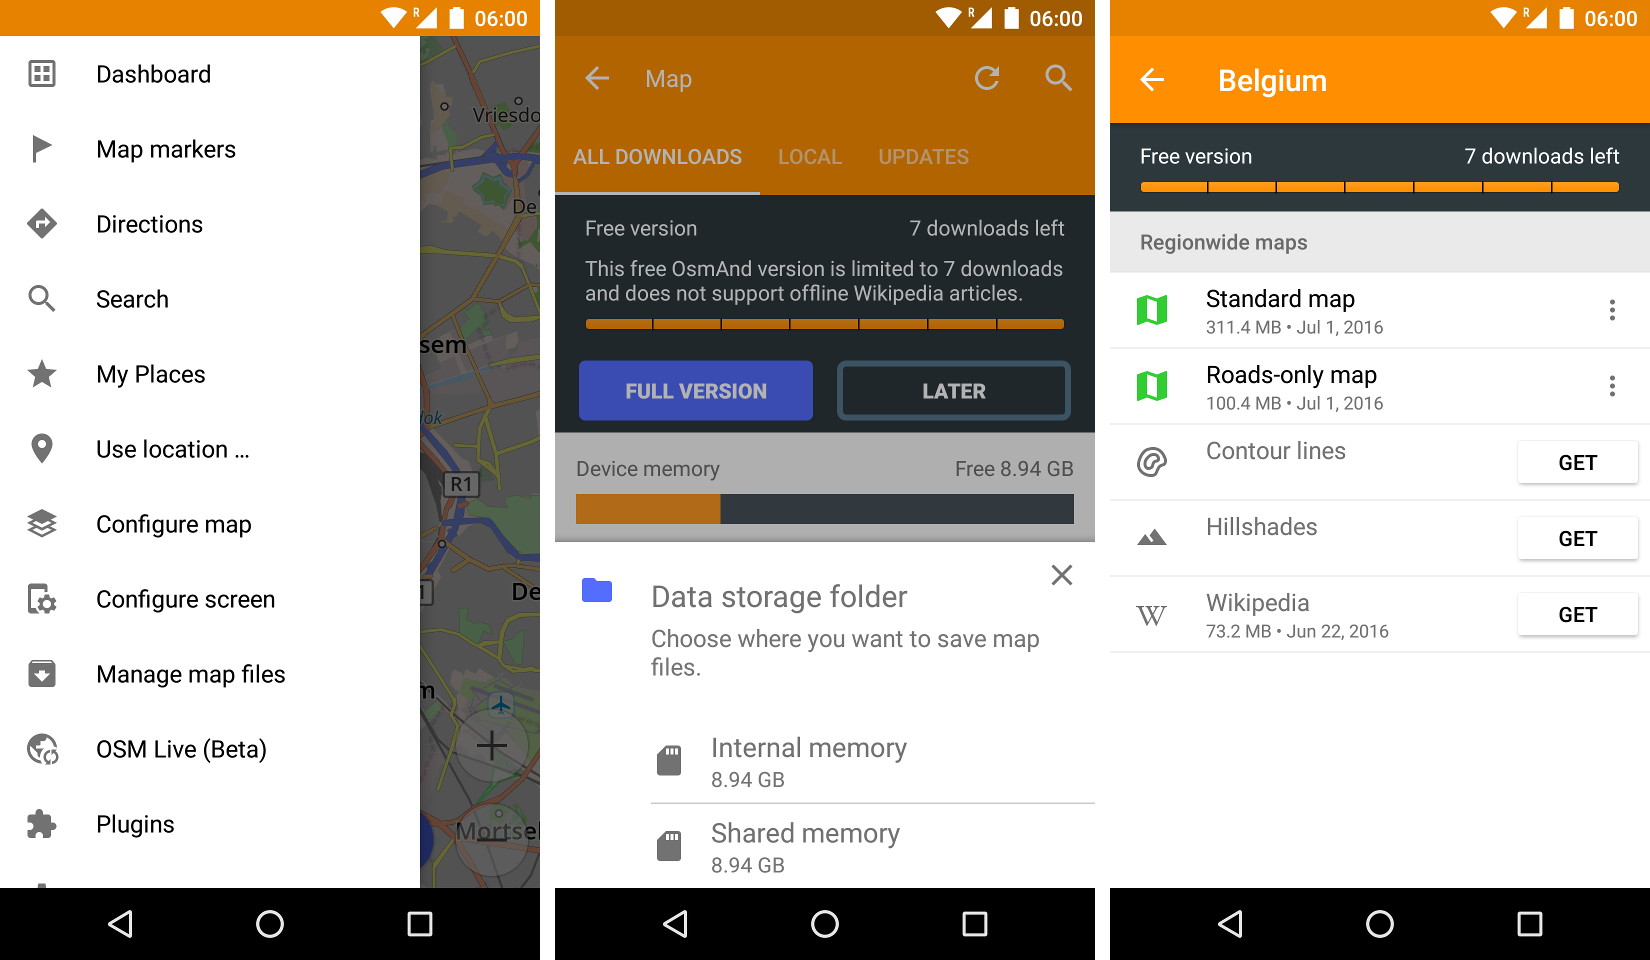 R 06:00
Dashboard
Map markers
Directions
Search
My Places
Use location ...
Configure map
Configure screen
Manage map files
OSM Live (Beta)
Plugins
Vriesdo
De
sem
dok
R1
1
De
m
Mortsel
R 06:00
Map
ALL DOWNLOADS LOCAL UPDATES
Free version 7 downloads left
This free OsmAnd version is limited to 7 downloads
and does not support offline Wikipedia articles.
FULL VERSION LATER
Device memory Free 8.94 GB
Data storage folder
Choose where you want to save map
files.
Internal memory
8.94 GB
Shared memory
8.94 GB
R 06:00
Belgium
Free version 7 downloads left
Regionwide maps
Standard map
311.4 MB • Jul 1, 2016
Roads-only map
100.4 MB • Jul 1, 2016
Contour lines GET
Hillshades GET
W Wikipedia GET
73.2 MB • Jun 22, 2016